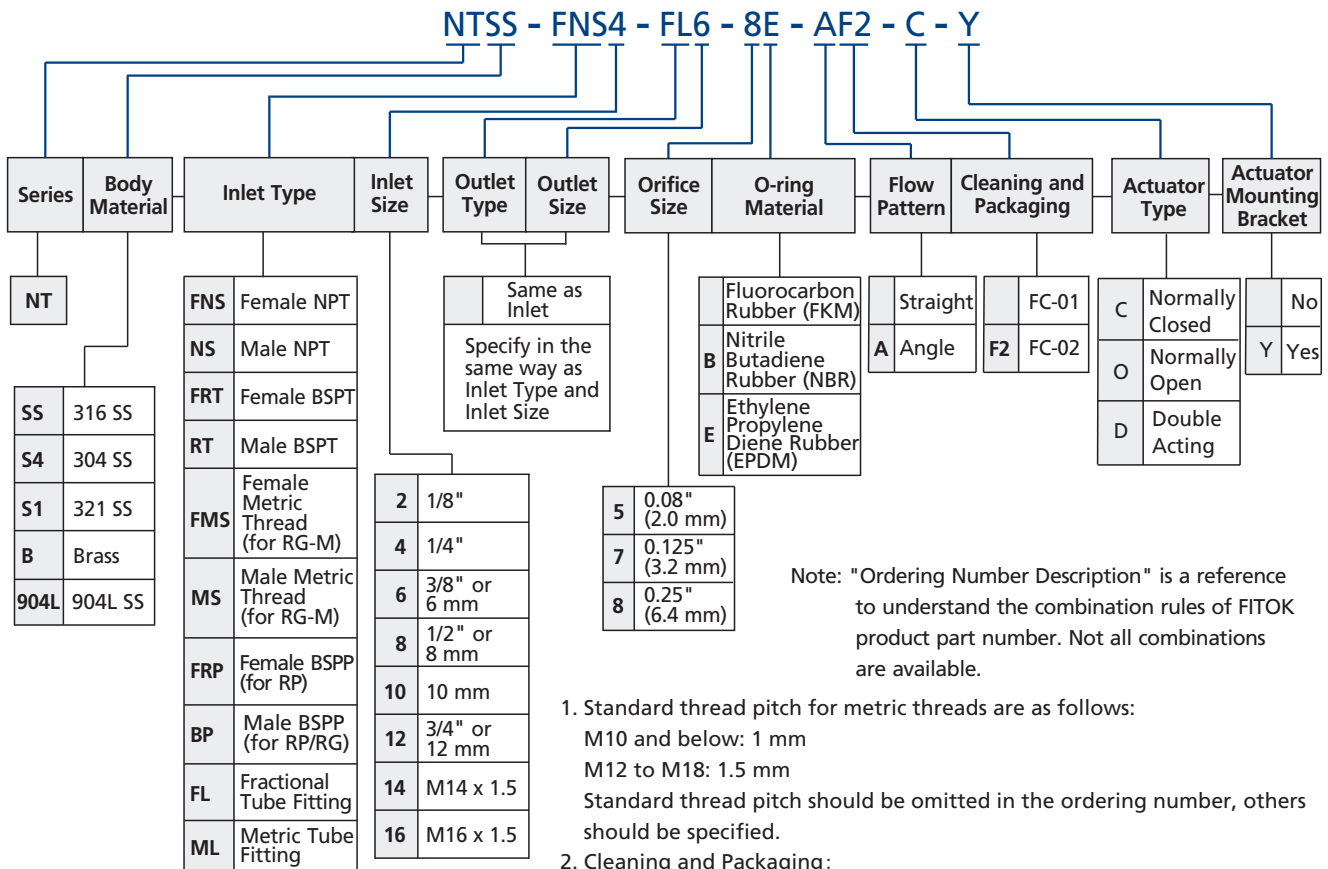 NTSS - FNS4 - FL6 - 8E - AF2 - C - Y
Series
Body
Material
Inlet Type
Inlet
Size
Outlet
Type
Outlet
Size
Orifice
Size
O-ring
Material
Flow
Pattern
Cleaning and
Packaging
Actuator
Type
Actuator
Mounting
Bracket
NT
SS 316 SS
S4 304 SS
S1 321 SS
B Brass
904L 904L SS
FNS Female NPT
NS Male NPT
FRT Female BSPT
RT Male BSPT
FMS Female
Metric
Thread
(for RG-M)
MS Male Metric
Thread
(for RG-M)
FRP Female BSPP
(for RP)
BP Male BSPP
(for RP/RG)
FL Fractional
Tube Fitting
ML Metric Tube
Fitting
2 1/8"
4 1/4"
6 3/8" or
6 mm
8 1/2" or
8 mm
10 10 mm
12 3/4" or
12 mm
14 M14 x 1.5
16 M16 x 1.5
Same as
Inlet
Specify in the
same way as
Inlet Type and
Inlet Size
5 0.08"
(2.0 mm)
7 0.125"
(3.2 mm)
8 0.25"
(6.4 mm)
Fluorocarbon
Rubber (FKM)
B Nitrile
Butadiene
Rubber (NBR)
E Ethylene
Propylene
Diene Rubber
(EPDM)
Straight
A Angle
FC-01
F2 FC-02
C Normally
Closed
O Normally
Open
D Double
Acting
No
Y Yes
Note: "Ordering Number Description" is a reference
to understand the combination rules of FITOK
product part number. Not all combinations
are available.
1. Standard thread pitch for metric threads are as follows:
M10 and below: 1 mm
M12 to M18: 1.5 mm
Standard thread pitch should be omitted in the ordering number, others
should be specified.
2. Cleaning and Packaging: